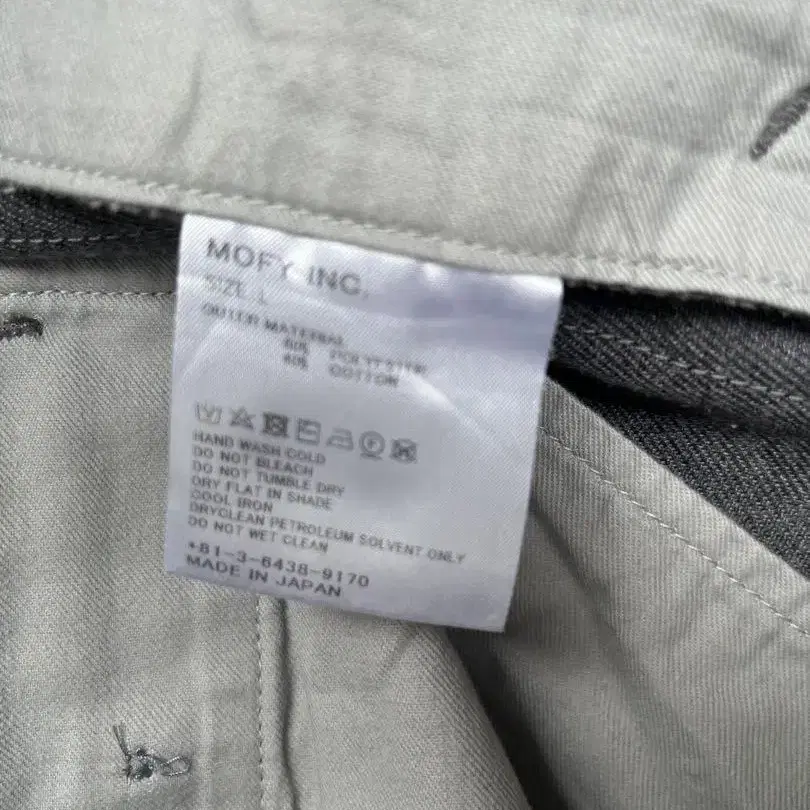 MOFY INC.
SIZE L
OUTER MATERIAL
60% POLYESTER
40% COTTON
HAND WASH COLD
DO NOT BLEACH
DO NOT TUMBLE DRY
DRY FLAT IN SHADE
COOL IRON
DRYCLEAN PETROLEUM SOLVENT ONLY
DO NOT WET CLEAN
+81-3-6438-9170
MADE IN JAPAN